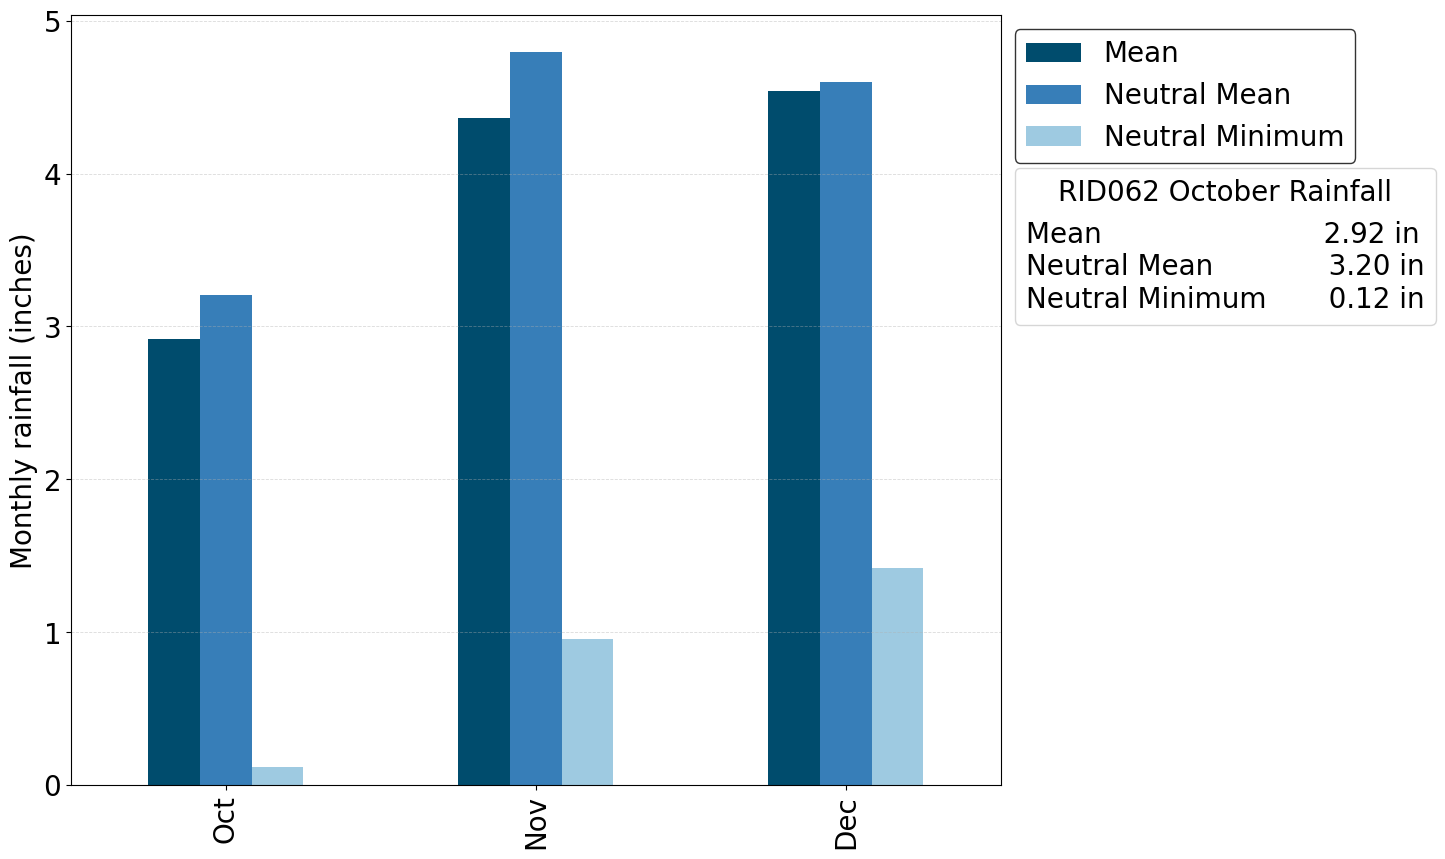 5
4
3
2
1
0
Monthly rainfall (inches)
Oct
Nov
Dec
Mean
Neutral Mean
Neutral Minimum
RID062 October Rainfall
Mean 2.92 in
Neutral Mean 3.20 in
Neutral Minimum 0.12 in